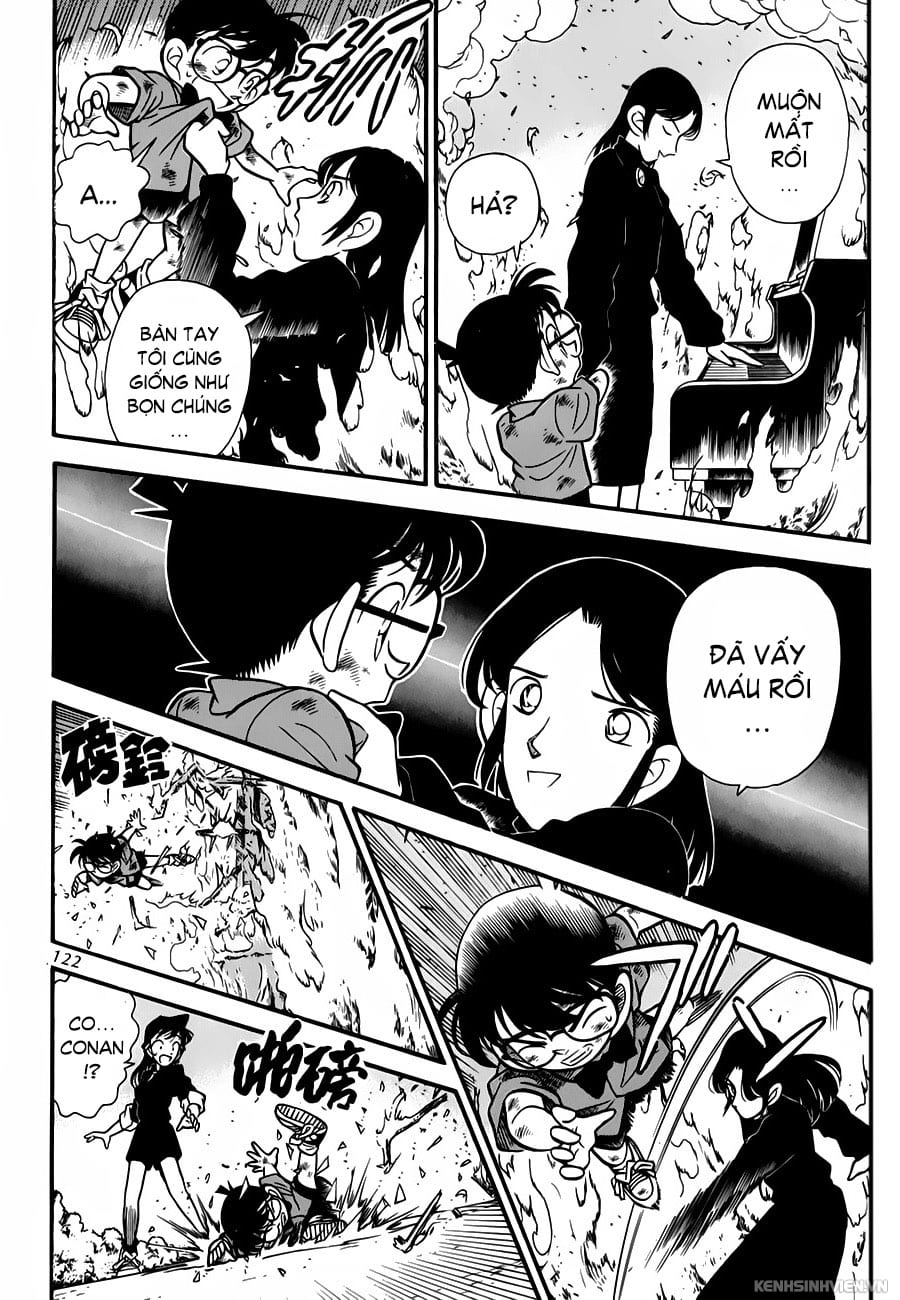 MUỘN
MẤT
RỒI
...
HẢ?
A...
BÀN TAY
TÔI CŨNG
GIỐNG NHƯ
BỌN CHÚNG
...
ĐÃ VẤY
MÁU RỒI
...
磅鈴
122
CO...
CONAN
!?
啪磅
KENHSINHVIEN.VN